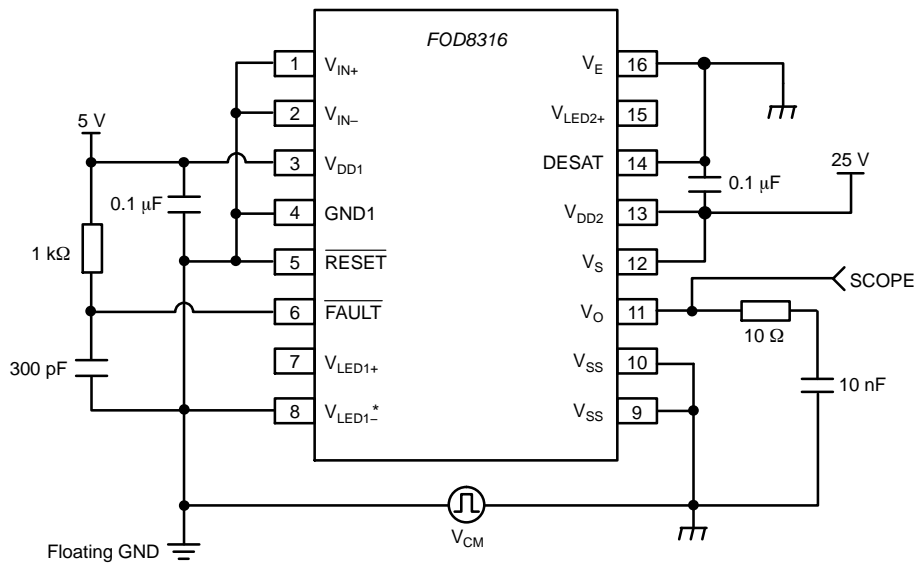 FOD8316
1 V_IN+
2 V_IN–
3 V_DD1
4 GND1
5 RESET
6 FAULT
7 V_LED1+
8 V_LED1–*
V_E 16
V_LED2+ 15
DESAT 14
V_DD2 13
V_S 12
V_O 11
V_SS 10
V_SS 9
5 V
0.1 μF
1 kΩ
300 pF
0.1 μF
25 V
SCOPE
10 Ω
10 nF
V_CM
Floating GND